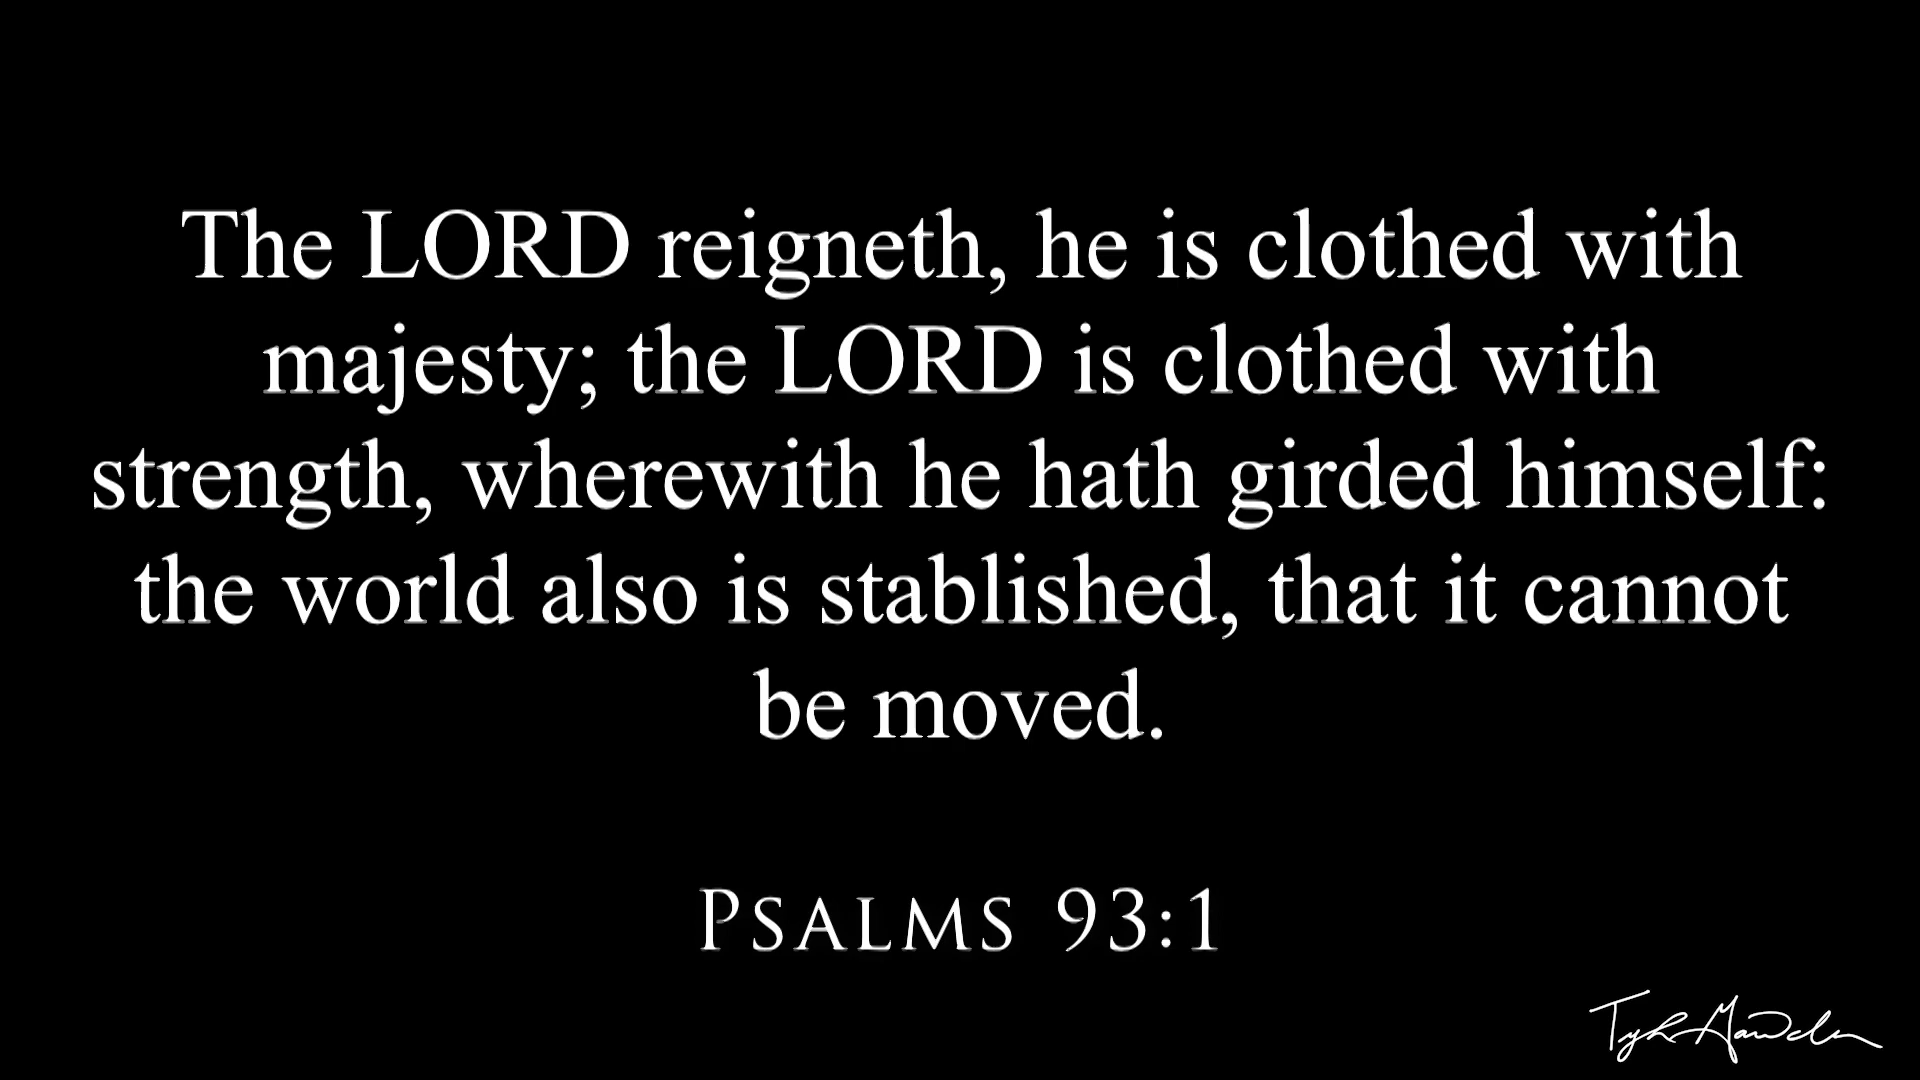 The LORD reigneth, he is clothed with
majesty; the LORD is clothed with
strength, wherewith he hath girded himself:
the world also is stablished, that it cannot
be moved.
PSALMS 93:1